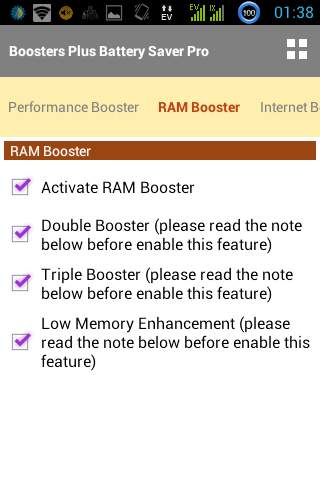 EV
EV
IX
100
01:38
Boosters Plus Battery Saver Pro
Performance Booster
RAM Booster
Internet B
RAM Booster
Activate RAM Booster
Double Booster (please read the note
below before enable this feature)
Triple Booster (please read the note
below before enable this feature)
Low Memory Enhancement (please
read the note below before enable this
feature)